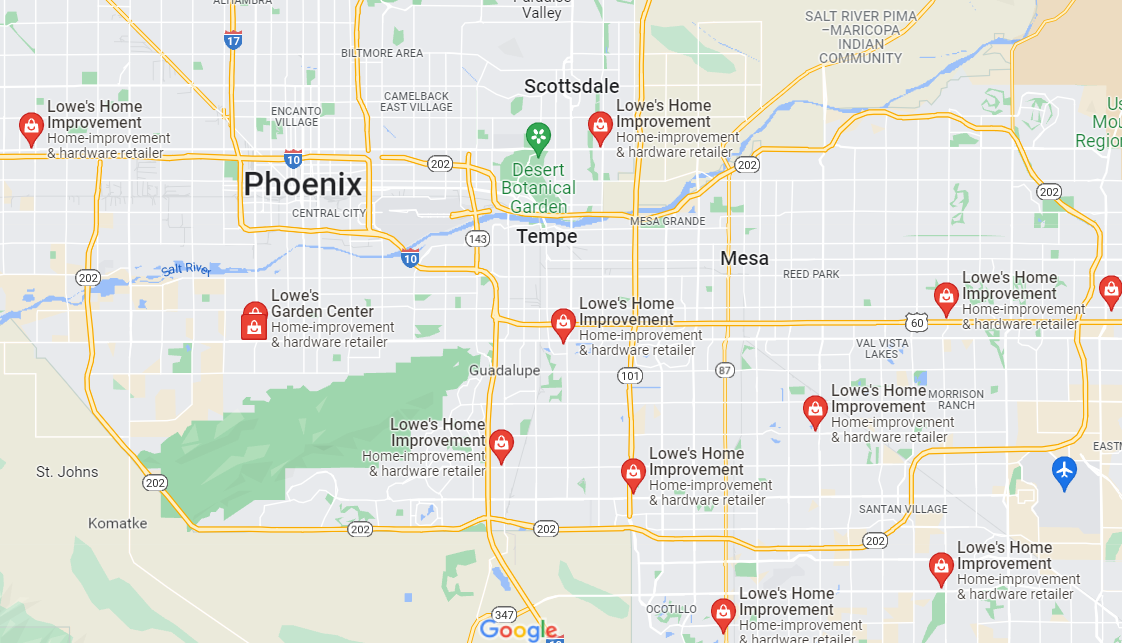 ALHAMBRA
Paradise
Valley
17
BILTMORE AREA
SALT RIVER PIMA
–MARICOPA
INDIAN
COMMUNITY
Scottsdale
CAMELBACK
EAST VILLAGE
ENCANTO
VILLAGE
Lowe's Home
Improvement
Home-improvement
& hardware retailer
Lowe's Home
Improvement
Home-improvement
& hardware retailer
10
202
202
202
Phoenix
CENTRAL CITY
Desert
Botanical
Garden
MESA GRANDE
Tempe
143
10
Mesa
REED PARK
Salt River
202
Lowe's
Garden Center
Home-improvement
& hardware retailer
Lowe's Home
Improvement
Home-improvement
& hardware retailer
Lowe's Home
Improvement
Home-improvement
& hardware retailer
60
VAL VISTA
LAKES
Guadalupe
101
87
Lowe's Home
Improvement
Home-improvement
& hardware retailer
MORRISON
RANCH
Lowe's Home
Improvement
Home-improvement
& hardware retailer
Lowe's Home
Improvement
Home-improvement
& hardware retailer
St. Johns
202
Komatke
202
202
202
SANTAN VILLAGE
Lowe's Home
Improvement
Home-improvement
& hardware retailer
Lowe's Home
Improvement
Home-improvement
& hardware retailer
OCOTILLO
347
Google